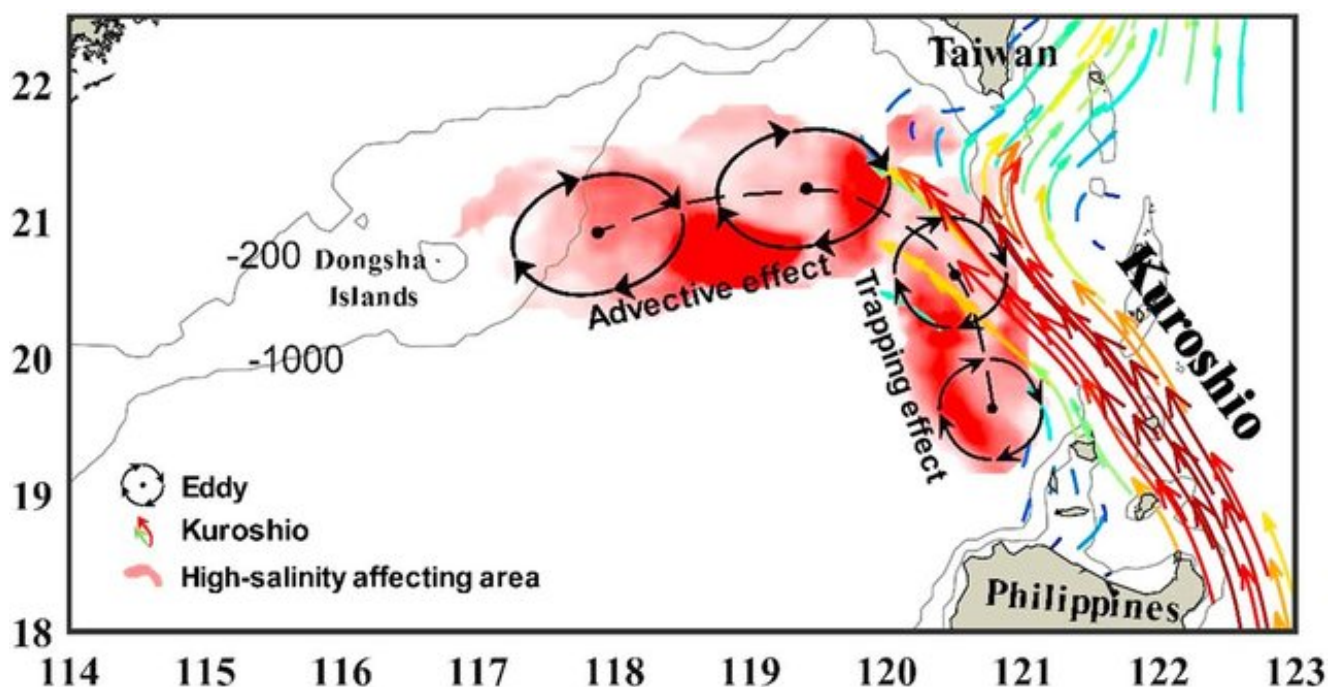 Taiwan
22
21
-200 Dongsha
Islands
Advective effect
Trapping effect
Kuroshio
20
-1000
19
Eddy
Kuroshio
High-salinity affecting area
Philippines
18
114 115 116 117 118 119 120 121 122 123